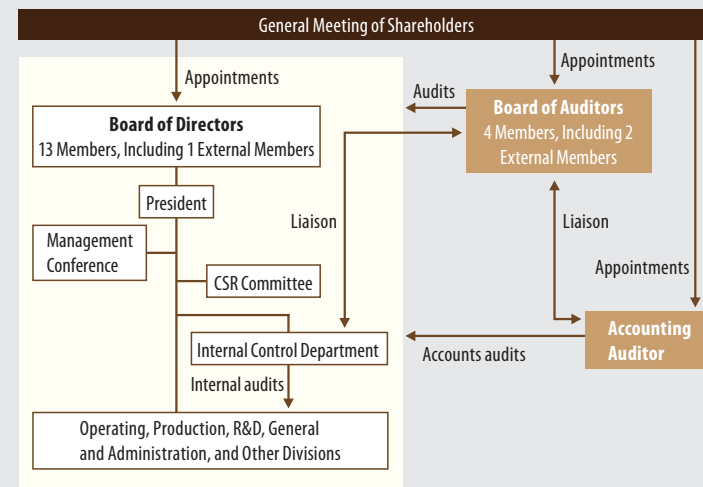 General Meeting of Shareholders
Appointments
Appointments
Audits
Board of Directors
13 Members, Including 1 External Members
Board of Auditors
4 Members, Including 2
External Members
President
Liaison
Liaison
Management
Conference
CSR Committee
Appointments
Internal Control Department
Accounts audits
Accounting
Auditor
Internal audits
Operating, Production, R&D, General
and Administration, and Other Divisions